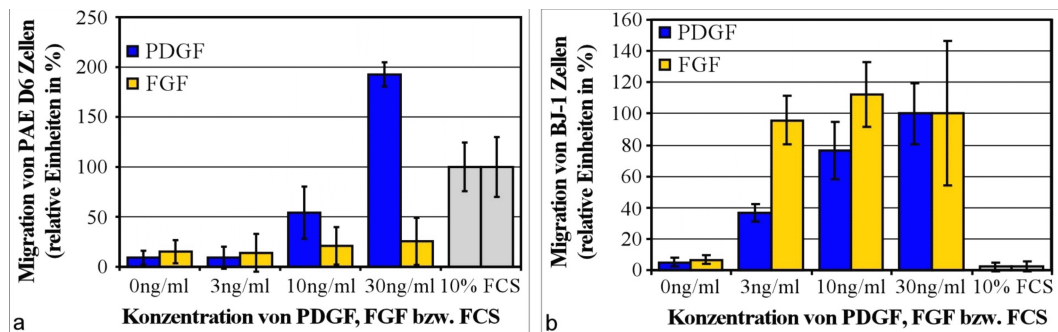 Migration von PAE D6 Zellen
(relative Einheiten in %)
250
200
150
100
50
0
PDGF
FGF
0ng/ml 3ng/ml 10ng/ml 30ng/ml 10% FCS
Konzentration von PDGF, FGF bzw. FCS
a
Migration von BJ-1 Zellen
(relative Einheiten in %)
160
140
120
100
80
60
40
20
0
PDGF
FGF
0ng/ml 3ng/ml 10ng/ml 30ng/ml 10% FCS
Konzentration von PDGF, FGF bzw. FCS
b